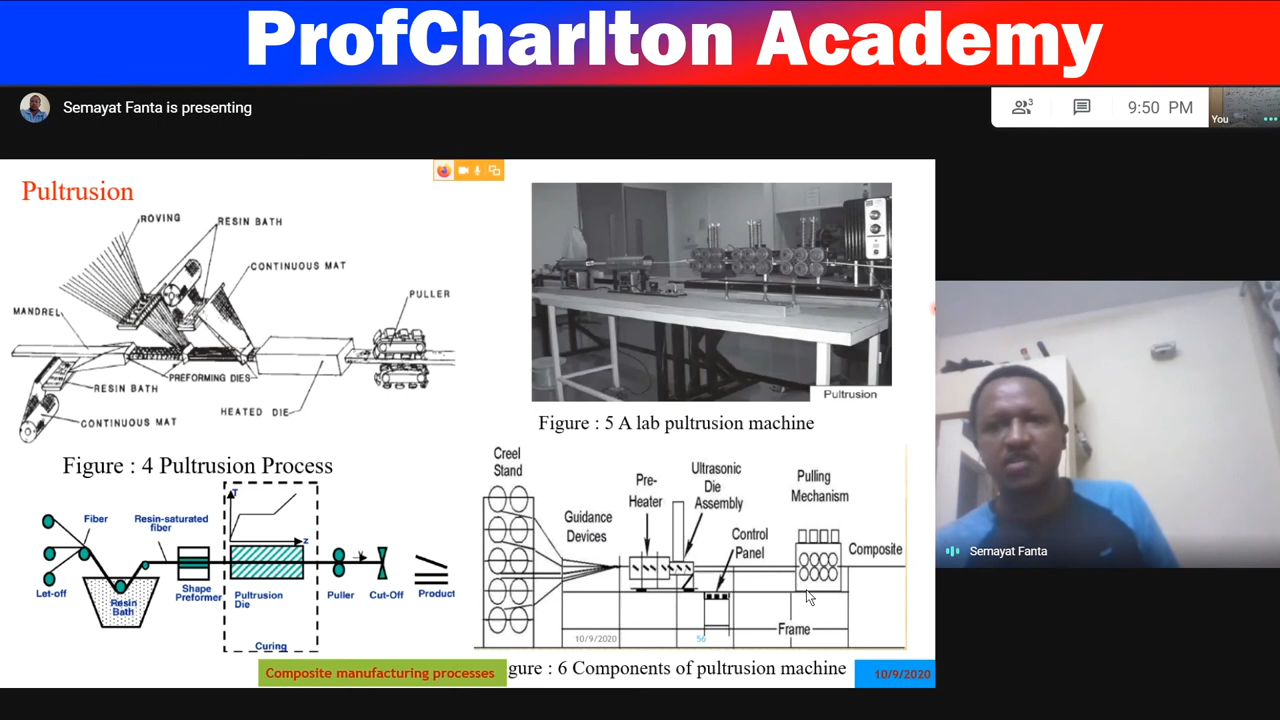 ProfCharlton Academy
Semayat Fanta is presenting
3
9:50 PM
You
Pultrusion
ROVING
RESIN BATH
CONTINUOUS MAT
PULLER
MANDREL
PREFORMING DIES
RESIN BATH
HEATED DIE
CONTINUOUS MAT
Figure : 4 Pultrusion Process
Pultrusion
Figure : 5 A lab pultrusion machine
T
z
Fiber
Resin-saturated
fiber
Let-off
Resin
Bath
Shape
Preformer
Pultrusion
Die
Puller
Cut-Off
Product
Curing
Creel
Stand
Guidance
Devices
Pre-
Heater
Ultrasonic
Die
Assembly
Control
Panel
Pulling
Mechanism
Composite
Frame
10/9/2020
56
gure : 6 Components of pultrusion machine
Composite manufacturing processes
10/9/2020
Semayat Fanta